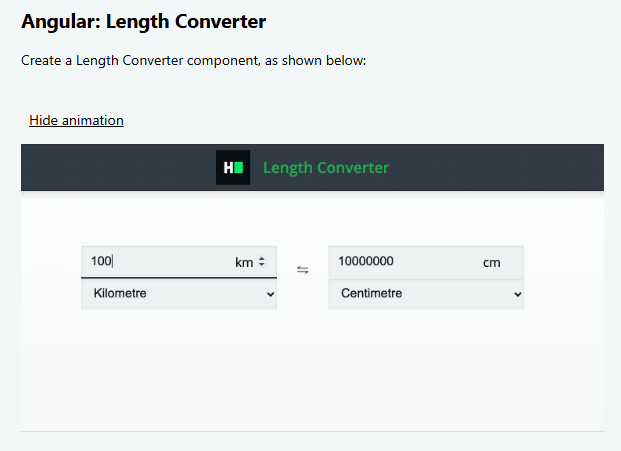 Angular: Length Converter
Create a Length Converter component, as shown below:
Hide animation
H Length Converter
100 km 10000000 cm
Kilometre Centimetre